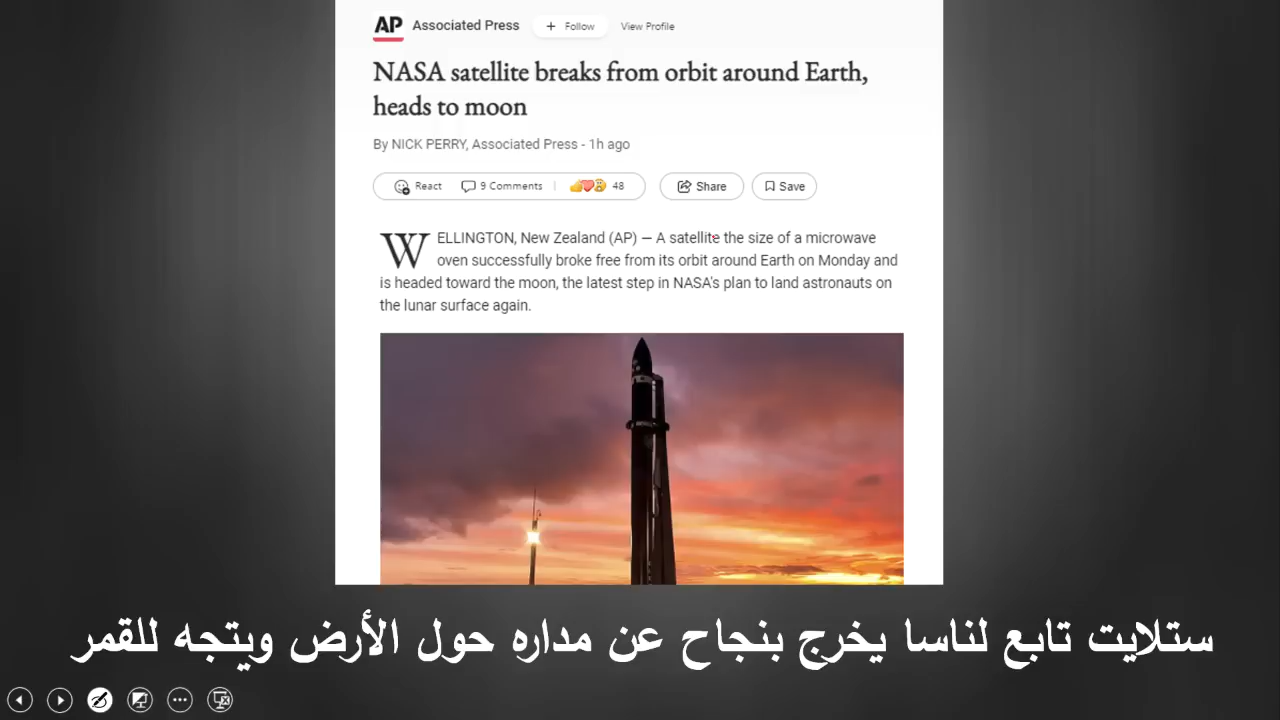 AP Associated Press + Follow View Profile
NASA satellite breaks from orbit around Earth,
heads to moon
By NICK PERRY, Associated Press - 1h ago
React 9 Comments 48 Share Save
WELLINGTON, New Zealand (AP) — A satellite the size of a microwave
oven successfully broke free from its orbit around Earth on Monday and
is headed toward the moon, the latest step in NASA's plan to land astronauts on
the lunar surface again.
ستلايت تابع لناسا يخرج بنجاح عن مداره حول الأرض ويتجه للقمر